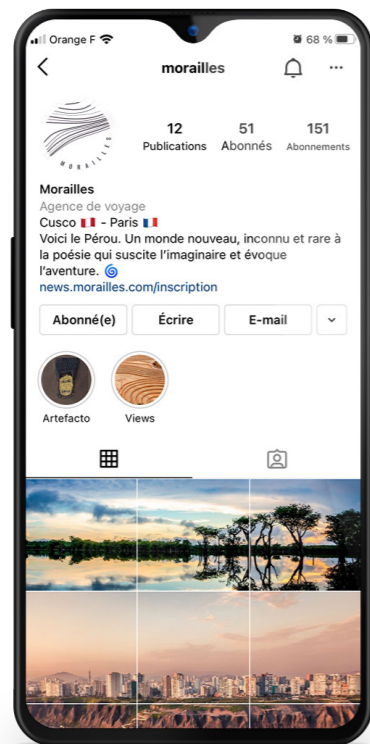 Orange F 68 %
morailles
12 51 151
Publications Abonnés Abonnements
MORAILLES
Morailles
Agence de voyage
Cusco 🇵🇪 - Paris 🇫🇷
Voici le Pérou. Un monde nouveau, inconnu et rare à
la poésie qui suscite l’imaginaire et évoque
l’aventure. 🌀
news.morailles.com/inscription
Abonné(e) Écrire E-mail
Artefacto Views